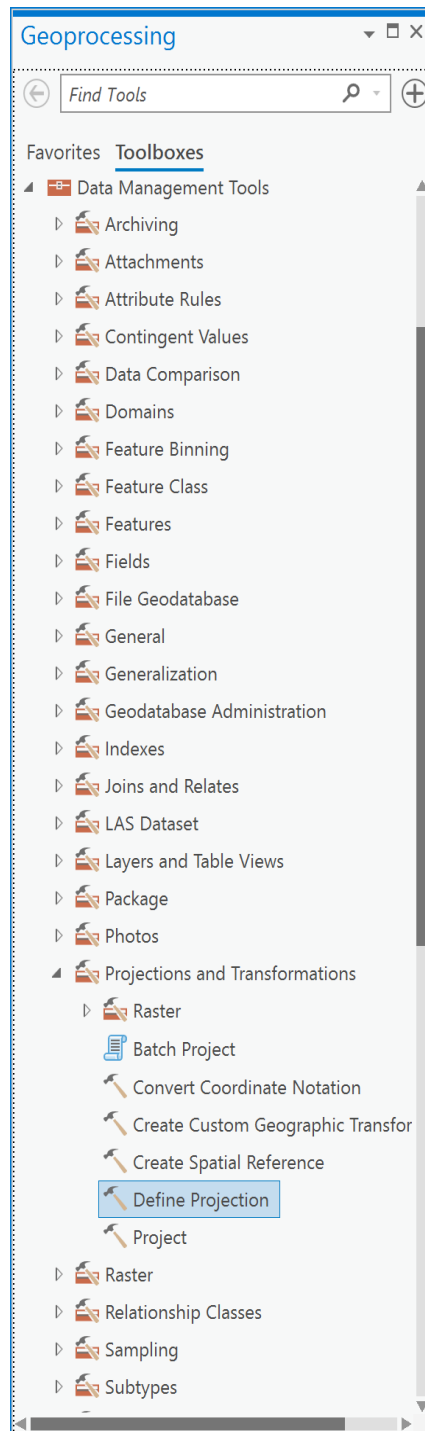 Geoprocessing
Find Tools
Favorites Toolboxes
Data Management Tools
Archiving
Attachments
Attribute Rules
Contingent Values
Data Comparison
Domains
Feature Binning
Feature Class
Features
Fields
File Geodatabase
General
Generalization
Geodatabase Administration
Indexes
Joins and Relates
LAS Dataset
Layers and Table Views
Package
Photos
Projections and Transformations
Raster
Batch Project
Convert Coordinate Notation
Create Custom Geographic Transfor
Create Spatial Reference
Define Projection
Project
Raster
Relationship Classes
Sampling
Subtypes